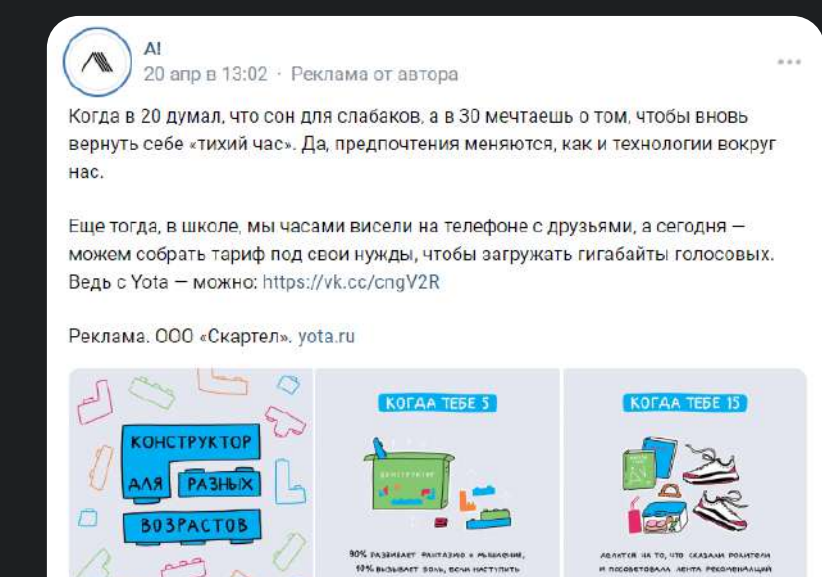 AI
20 апр в 13:02 · Реклама от автора
Когда в 20 думал, что сон для слабаков, а в 30 мечтаешь о том, чтобы вновь
вернуть себе «тихий час». Да, предпочтения меняются, как и технологии вокруг
нас.
Еще тогда, в школе, мы часами висели на телефоне с друзьями, а сегодня —
можем собрать тариф под свои нужды, чтобы загружать гигабайты голосовых.
Ведь с Yota — можно: https://vk.cc/cngV2R
Реклама. ООО «Скартел». yota.ru
КОНСТРУКТОР
ДЛЯ РАЗНЫХ
ВОЗРАСТОВ
КОГДА ТЕБЕ 5
КОНСТРУКТОР
90% РАЗВИВАЕТ ФАНТАЗИЮ И МЫШЛЕНИЕ,
10% ВЫЗЫВАЕТ БОЛЬ, ЕСЛИ НАСТУПИТЬ
КОГДА ТЕБЕ 15
ДЕЛИТСЯ НА ТО, ЧТО СКАЗАЛИ РОДИТЕЛИ
И ПОСОВЕТОВАЛА ЛЕНТА РЕКОМЕНДАЦИЙ